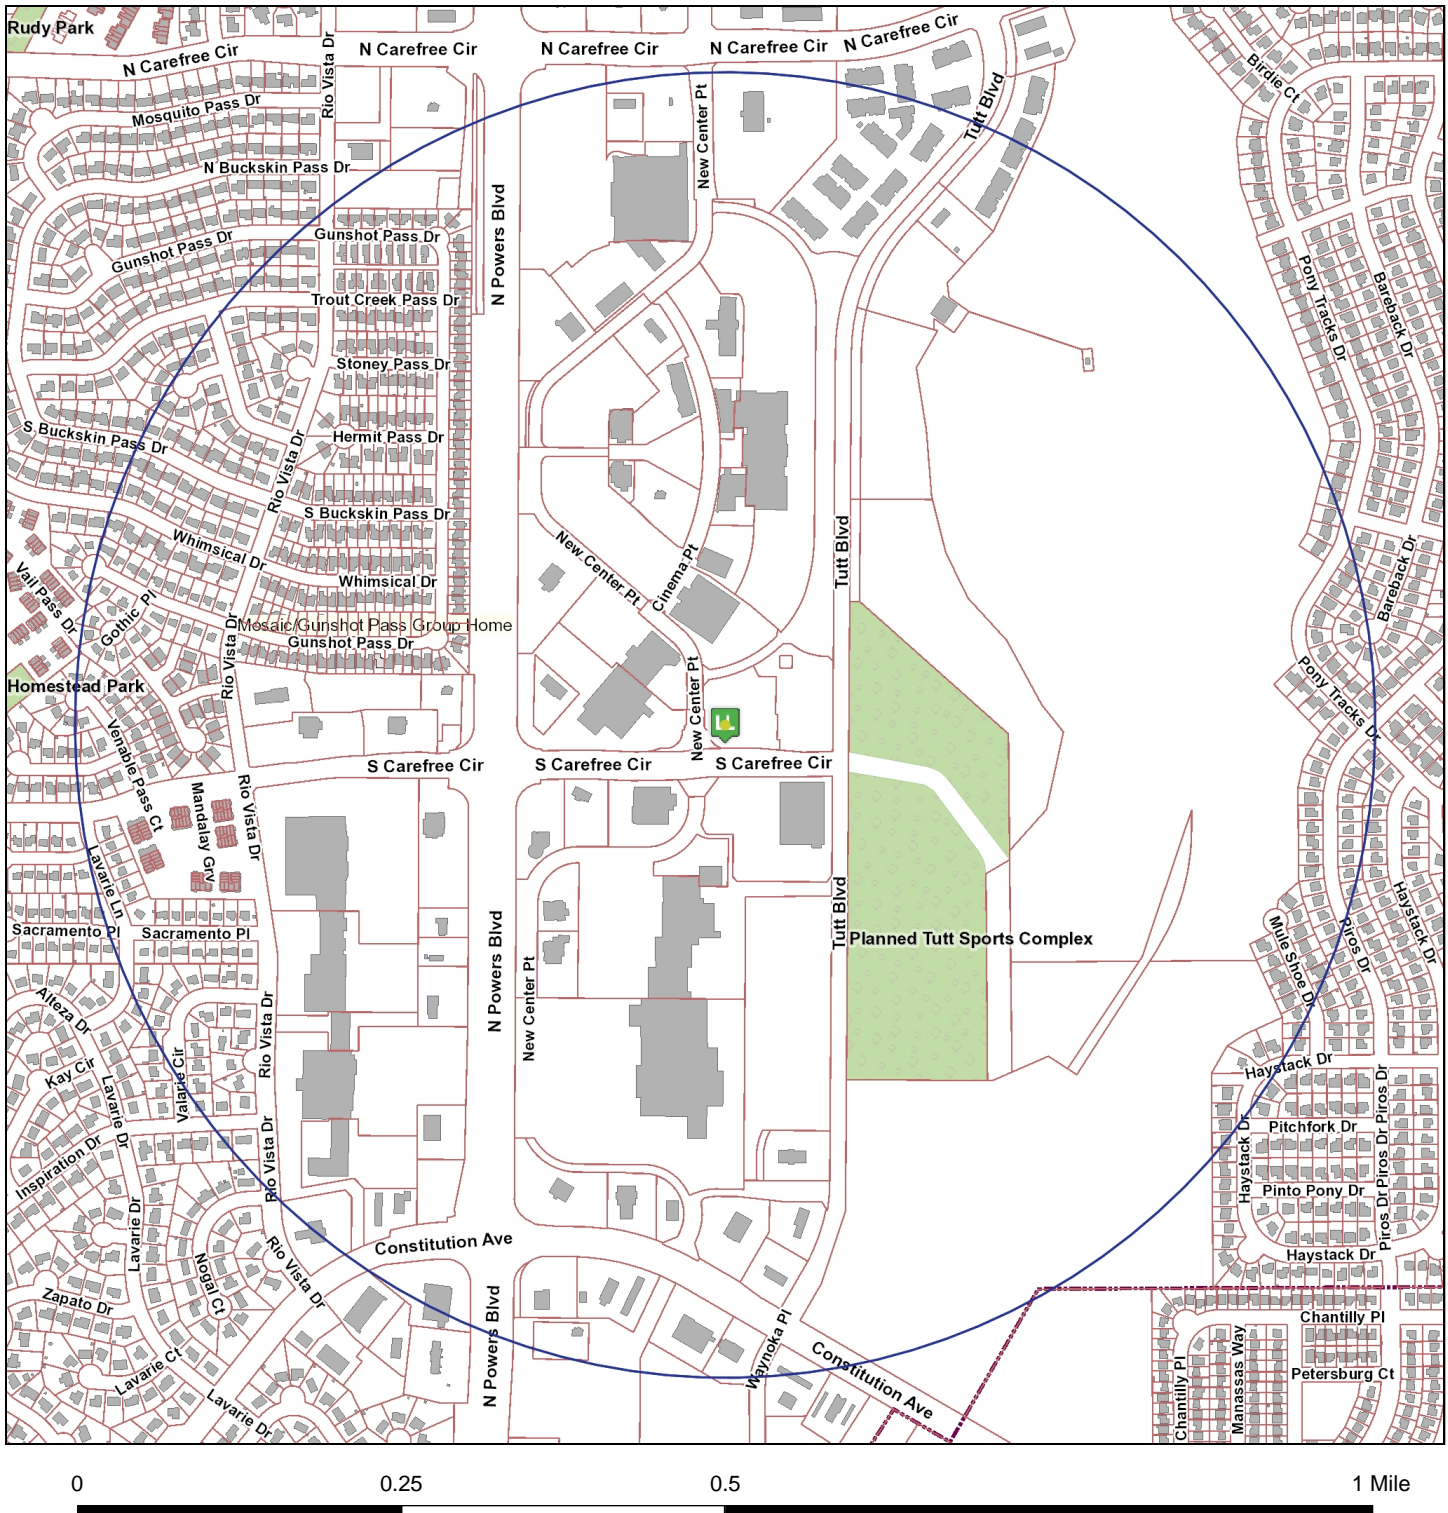 Rudy Park
N Carefree Cir
N Carefree Cir
N Carefree Cir
N Carefree Cir
N Carefree Cir
Rio Vista Dr
Birdie Ct
Mosquito Pass Dr
New Center Pt
Tutt Blvd
N Buckskin Pass Dr
N Powers Blvd
Gunshot Pass Dr
Gunshot Pass Dr
Trout Creek Pass Dr
Pony Tracks Dr
Bareback Dr
Stoney Pass Dr
S Buckskin Pass Dr
Hermit Pass Dr
Rio Vista Dr
S Buckskin Pass Dr
Whimsical Dr
Whimsical Dr
New Center Pt
Cinema Pt
Tutt Blvd
Bareback Dr
Vail Pass Dr
Gothic Pl
Mosaic/Gunshot Pass Group Home
Gunshot Pass Dr
Rio Vista Dr
Homestead Park
New Center Pt
Pony Tracks Dr
Venable Pass Ct
S Carefree Cir
S Carefree Cir
S Carefree Cir
Mandalay Grv
Rio Vista Dr
Lavarie Ln
Tutt Blvd
Haystack Dr
Sacramento Pl
Sacramento Pl
Planned Tutt Sports Complex
Mule Shoe Dr
Piros Dr
N Powers Blvd
New Center Pt
Alteza Dr
Rio Vista Dr
Kay Cir
Lavarie Dr
Valarie Cir
Haystack Dr
Piros Dr
Pitchfork Dr
Piros Dr
Haystack Dr
Inspiration Dr
Rio Vista Dr
Pinto Pony Dr
Piros Dr
Lavarie Dr
Constitution Ave
Haystack Dr
Nogal Ct
Rio Vista Dr
Zapato Dr
N Powers Blvd
Waynoka Pl
Constitution Ave
Chantilly Pl
Lavarie Ct
Petersburg Ct
Chantilly Pl
Manassas Way
Lavarie Dr
0 0.25 0.5 1 Mile